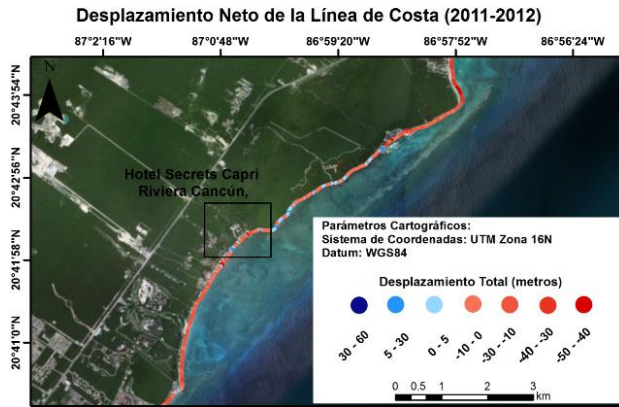 Desplazamiento Neto de la Línea de Costa (2011-2012)
87°2'16"W 87°0'48"W 86°59'20"W 86°57'52"W 86°56'24"W
N
20°43'54"N
20°42'56"N
20°41'58"N
20°41'0"N
Hotel Secrets Capri
Riviera Cancún,
Parámetros Cartográficos:
Sistema de Coordenadas: UTM Zona 16N
Datum: WGS84
Desplazamiento Total (metros)
30 - 60 5 - 30 0 - 5 -10 - 0 -30 - -10 -40 - -30 -50 - -40
0 0.5 1 2 3
km